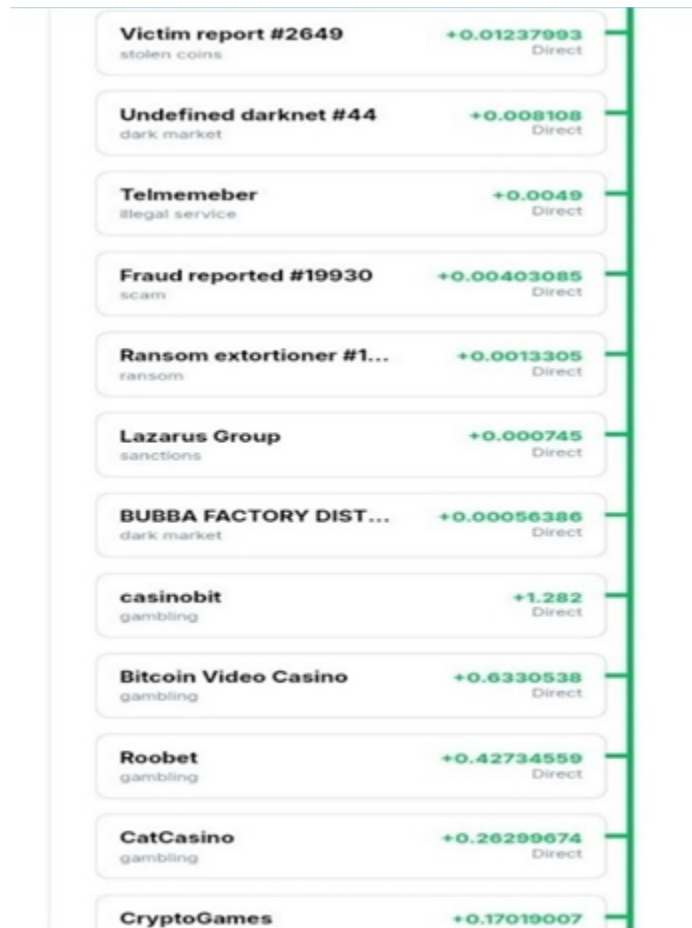 Victim report #2649
+0.01237993
stolen coins
Direct
Undefined darknet #44
+0.008108
dark market
Direct
Telmemeber
+0.0049
illegal service
Direct
Fraud reported #19930
+0.00403085
scam
Direct
Ransom extortioner #1...
+0.0013305
ransom
Direct
Lazarus Group
+0.000745
sanctions
Direct
BUBBA FACTORY DIST...
+0.00056386
dark market
Direct
casinobit
+1.282
gambling
Direct
Bitcoin Video Casino
+0.6330538
gambling
Direct
Roobet
+0.42734559
gambling
Direct
CatCasino
+0.26299674
gambling
Direct
CryptoGames
+0.17019007